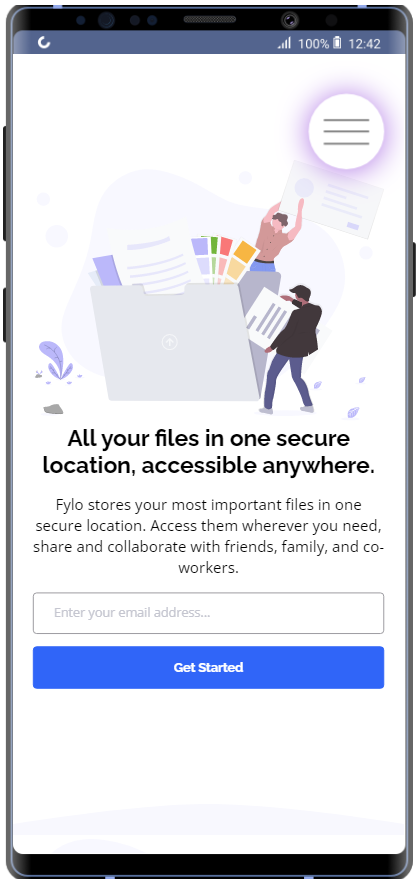 100% 12:42
All your files in one secure
location, accessible anywhere.
Fylo stores your most important files in one
secure location. Access them wherever you need,
share and collaborate with friends, family, and co-
workers.
Enter your email address...
Get Started